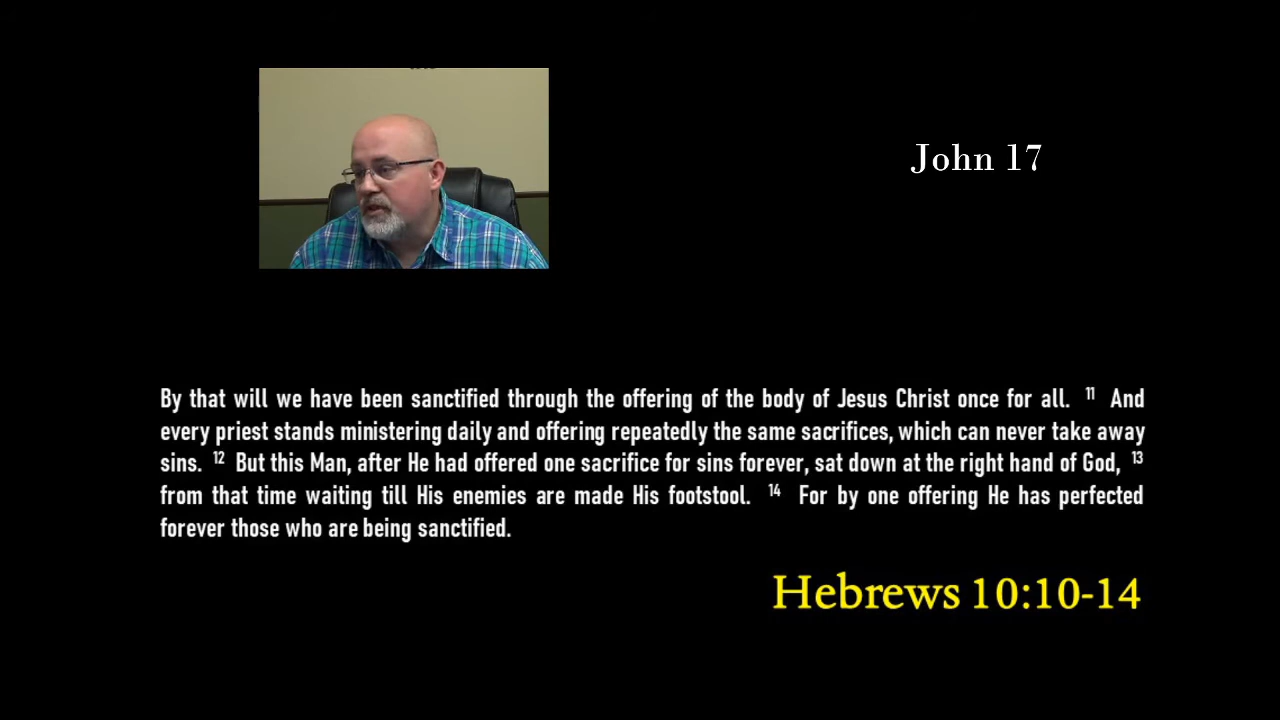 John 17
By that will we have been sanctified through the offering of the body of Jesus Christ once for all. 11 And
every priest stands ministering daily and offering repeatedly the same sacrifices, which can never take away
sins. 12 But this Man, after He had offered one sacrifice for sins forever, sat down at the right hand of God, 13
from that time waiting till His enemies are made His footstool. 14 For by one offering He has perfected
forever those who are being sanctified.
Hebrews 10:10-14